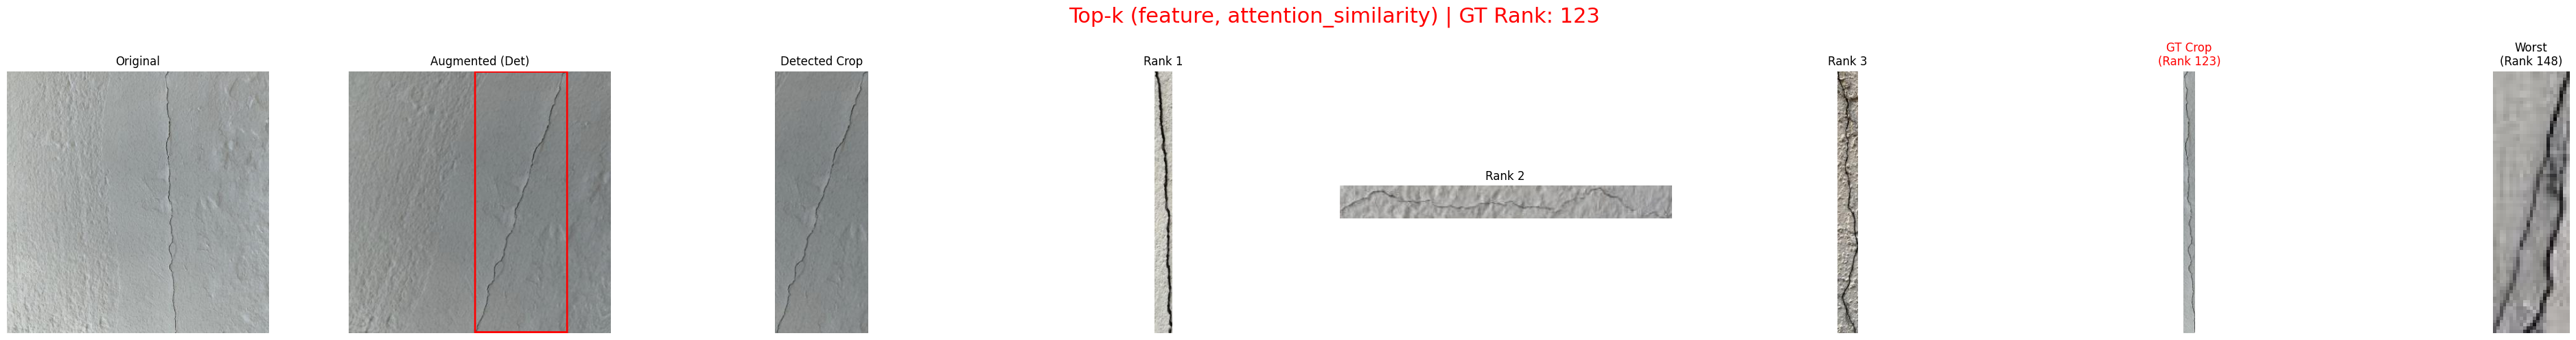 Top-k (feature, attention_similarity) | GT Rank: 123
Original
Augmented (Det)
Detected Crop
Rank 1
Rank 2
Rank 3
GT Crop
(Rank 123)
Worst
(Rank 148)